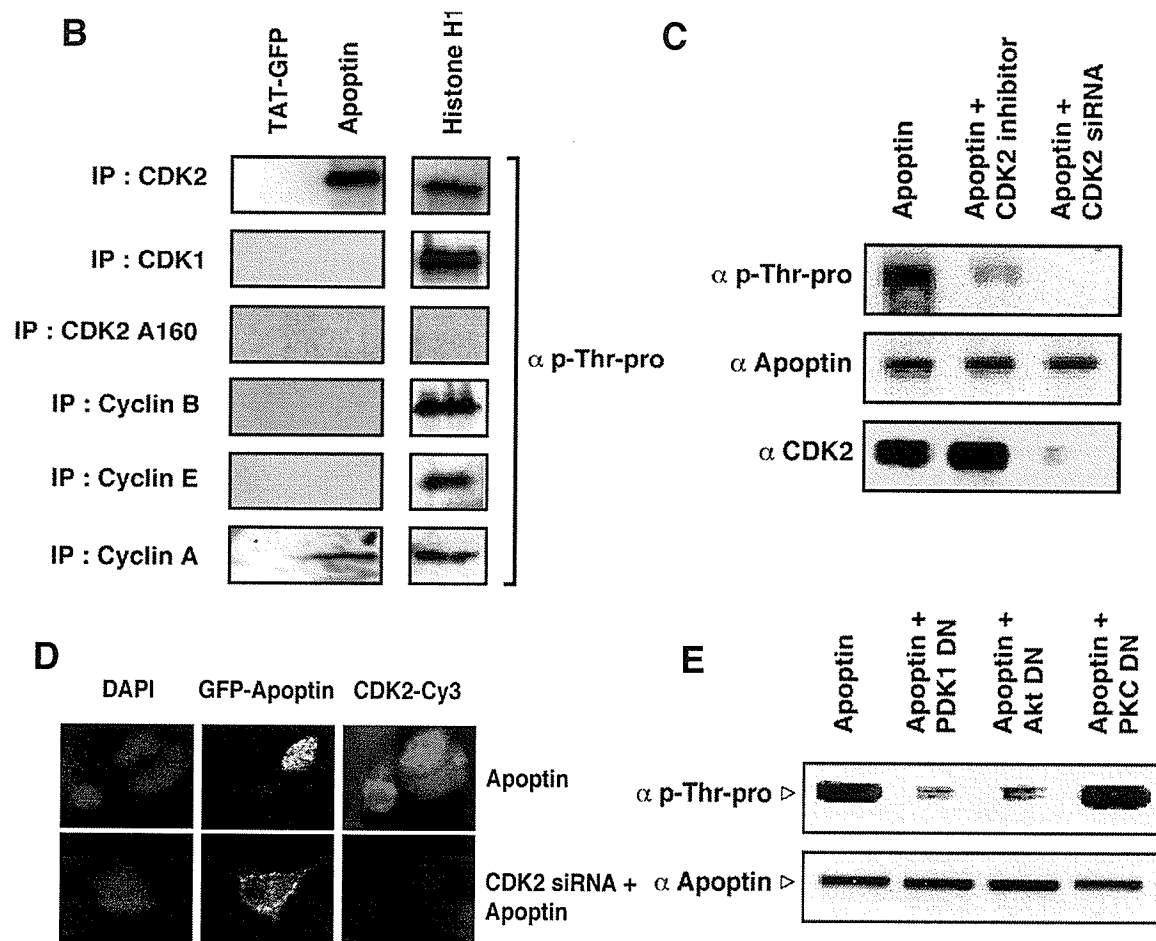 B
TAT-GFP
Apoptin
Histone H1
IP : CDK2
IP : CDK1
IP : CDK2 A160
IP : Cyclin B
IP : Cyclin E
IP : Cyclin A
α p-Thr-pro
C
Apoptin
Apoptin +
CDK2 inhibitor
Apoptin +
CDK2 siRNA
α p-Thr-pro
α Apoptin
α CDK2
D
DAPI
GFP-Apoptin
CDK2-Cy3
Apoptin
CDK2 siRNA +
Apoptin
E
Apoptin
Apoptin +
PDK1 DN
Apoptin +
Akt DN
Apoptin +
PKC DN
α p-Thr-pro ▷
α Apoptin ▷